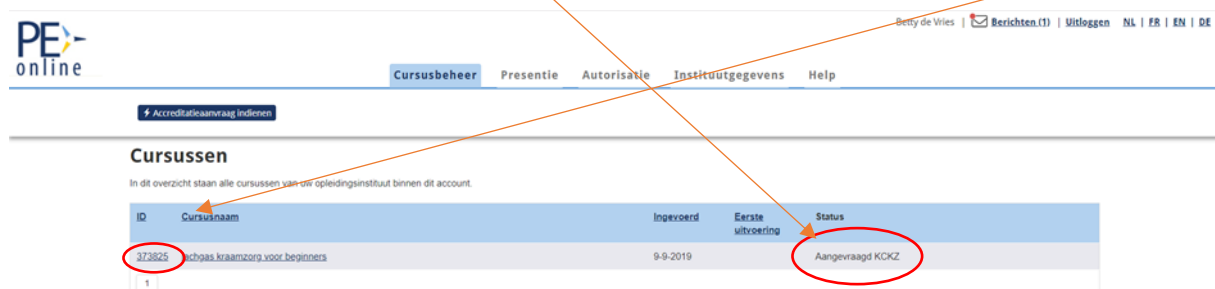 Betty de Vries | Berichten (1) | Uitloggen NL | FR | EN | DE
PE
online
Cursusbeheer Presentie Autorisatie Instituutgegevens Help
Accreditatieaanvraag indienen
Cursussen
In dit overzicht staan alle cursussen van uw opleidingsinstituut binnen dit account.
ID Cursusnaam Ingevoerd Eerste uitvoering Status
373825 lachgas kraamzorg voor beginners 9-9-2019 Aangevraagd KCKZ
1